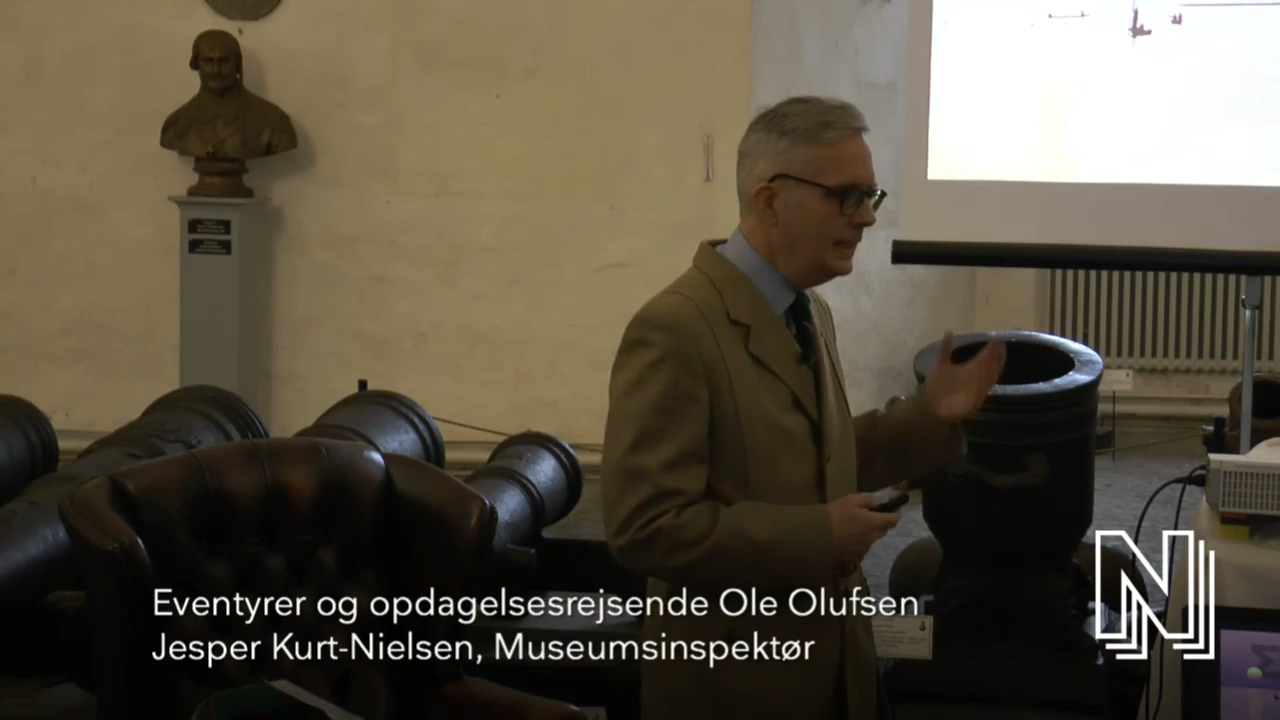 Eventyrer og opdagelsesrejsende Ole Olufsen
Jesper Kurt-Nielsen, Museumsinspektør
N